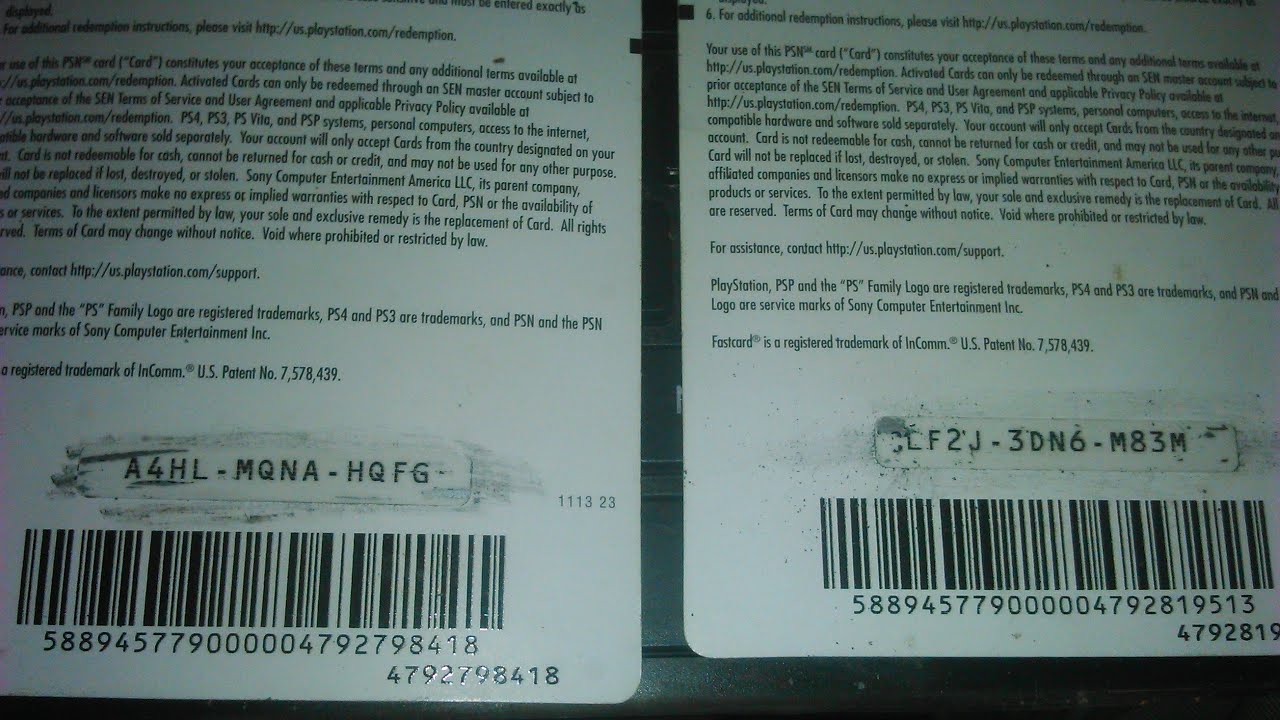 displayed.
For additional redemption instructions, please visit http://us.playstation.com/redemption.
use of this PSN℠ card ("Card") constitutes your acceptance of these terms and any additional terms available at
://us.playstation.com/redemption. Activated Cards can only be redeemed through an SEN master account subject to
acceptance of the SEN Terms of Service and User Agreement and applicable Privacy Policy available at
//us.playstation.com/redemption. PS4, PS3, PS Vita, and PSP systems, personal computers, access to the internet,
atible hardware and software sold separately. Your account will only accept Cards from the country designated on your
nt. Card is not redeemable for cash, cannot be returned for cash or credit, and may not be used for any other purpose.
ill not be replaced if lost, destroyed, or stolen. Sony Computer Entertainment America LLC, its parent company,
ed companies and licensors make no express or implied warranties with respect to Card, PSN or the availability of
s or services. To the extent permitted by law, your sole and exclusive remedy is the replacement of Card. All rights
rved. Terms of Card may change without notice. Void where prohibited or restricted by law.
ance, contact http://us.playstation.com/support.
n, PSP and the "PS" Family Logo are registered trademarks, PS4 and PS3 are trademarks, and PSN and the PSN
ervice marks of Sony Computer Entertainment Inc.
a registered trademark of InComm.® U.S. Patent No. 7,578,439.
A4HL-MQNA-HQFG
1113 23
5889457790000004792798418
4792798418
6. For additional redemption instructions, please visit http://us.playstation.com/redemption.
Your use of this PSN℠ card ("Card") constitutes your acceptance of these terms and any additional terms available at
http://us.playstation.com/redemption. Activated Cards can only be redeemed through an SEN master account subject to
prior acceptance of the SEN Terms of Service and User Agreement and applicable Privacy Policy available at
http://us.playstation.com/redemption. PS4, PS3, PS Vita, and PSP systems, personal computers, access to the internet,
compatible hardware and software sold separately. Your account will only accept Cards from the country designated on
account. Card is not redeemable for cash, cannot be returned for cash or credit, and may not be used for any other pu
Card will not be replaced if lost, destroyed, or stolen. Sony Computer Entertainment America LLC, its parent company,
affiliated companies and licensors make no express or implied warranties with respect to Card, PSN or the availability
products or services. To the extent permitted by law, your sole and exclusive remedy is the replacement of Card. All
are reserved. Terms of Card may change without notice. Void where prohibited or restricted by law.
For assistance, contact http://us.playstation.com/support.
PlayStation, PSP and the "PS" Family Logo are registered trademarks, PS4 and PS3 are trademarks, and PSN and
Logo are service marks of Sony Computer Entertainment Inc.
Fastcard® is a registered trademark of InComm.® U.S. Patent No. 7,578,439.
LF2J-3DN6-M83M
5889457790000004792819513
4792819